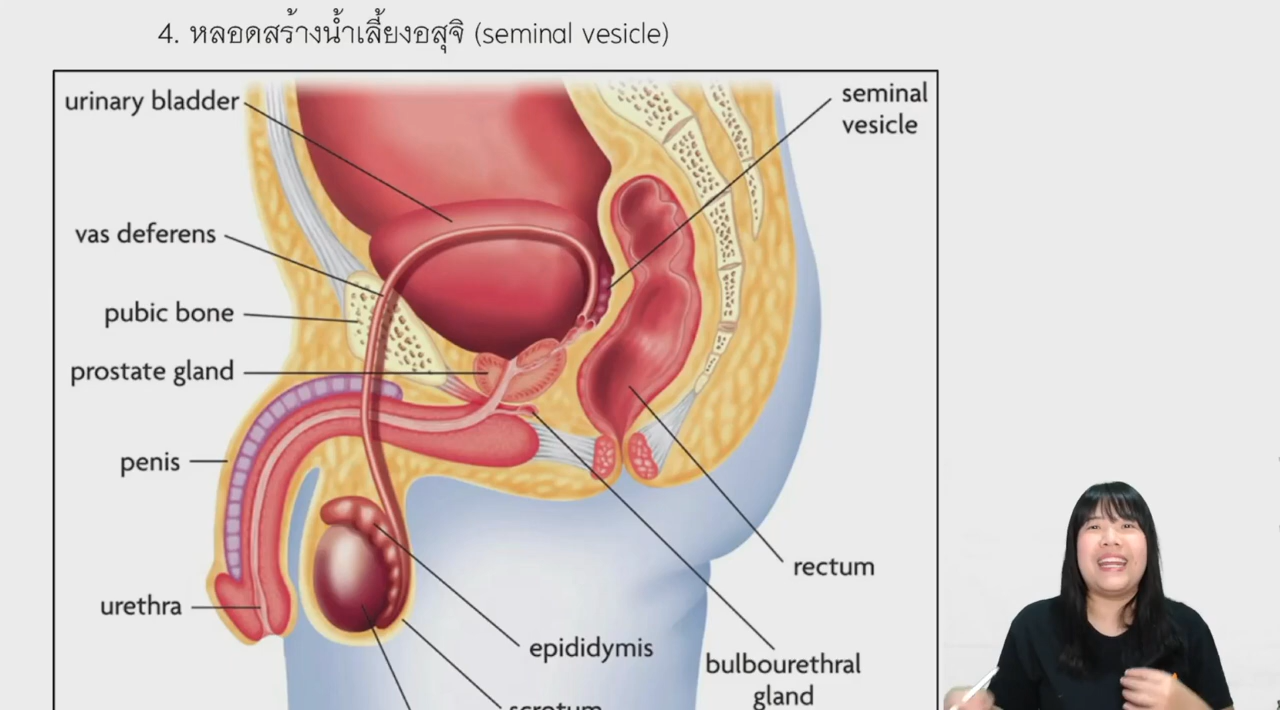 4. หลอดสร้างน้ำเลี้ยงอสุจิ (seminal vesicle)
urinary bladder
seminal
vesicle
vas deferens
pubic bone
prostate gland
penis
rectum
urethra
epididymis
bulbourethral
gland
scrotum